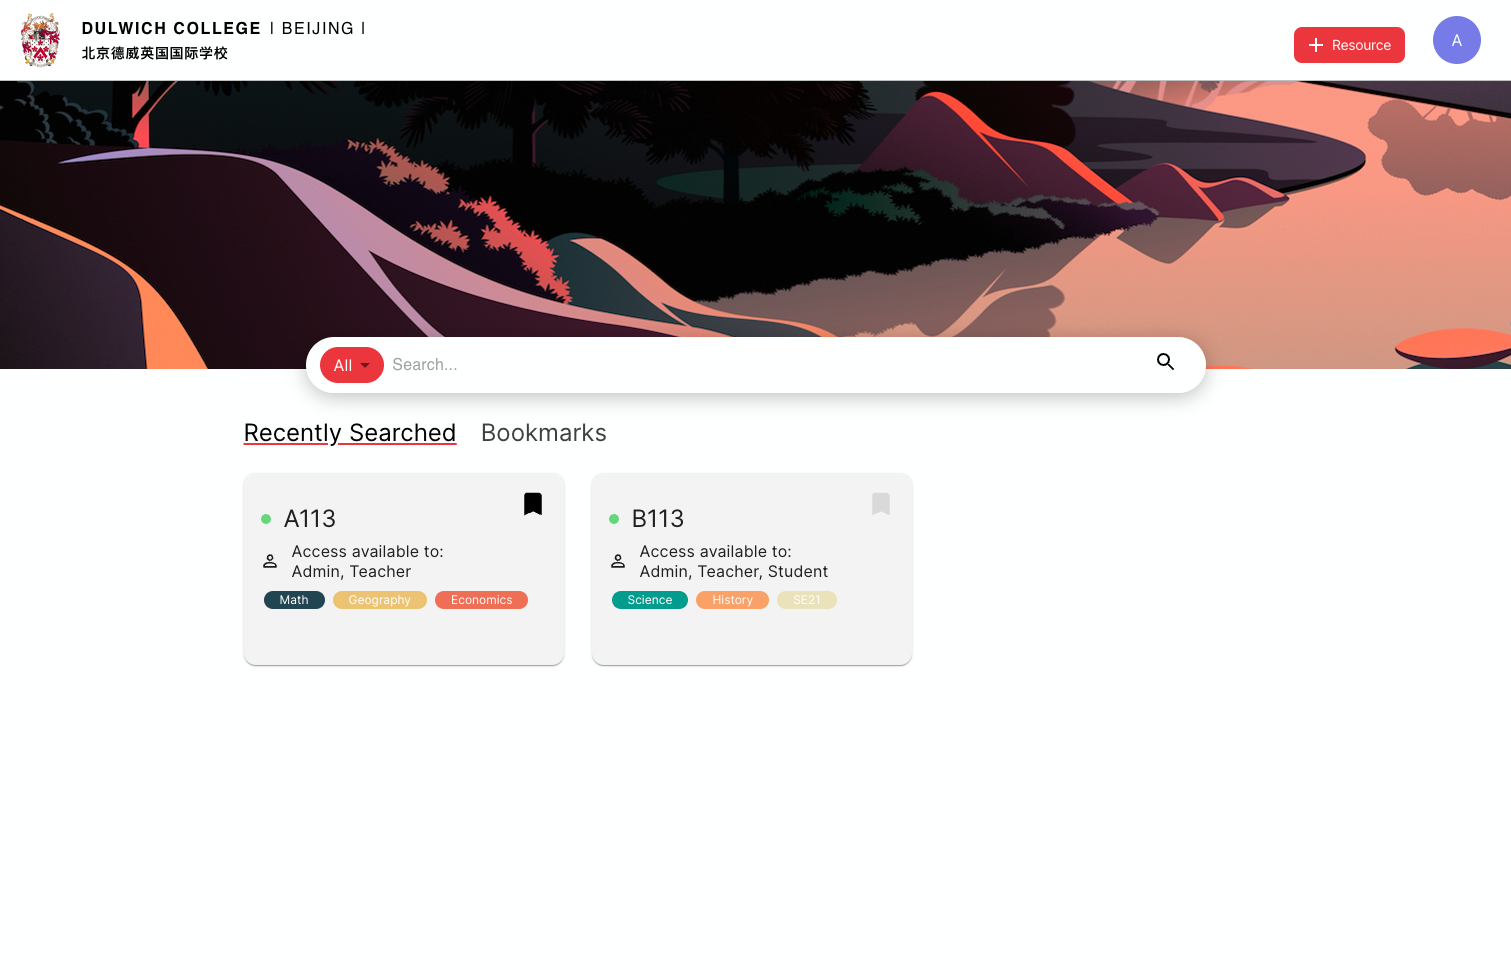 DULWICH COLLEGE | BEIJING |
北京德威英国国际学校
Resource
A
All
Search...
Recently Searched
Bookmarks
A113
Access available to:
Admin, Teacher
Math
Geography
Economics
B113
Access available to:
Admin, Teacher, Student
Science
History
SE21